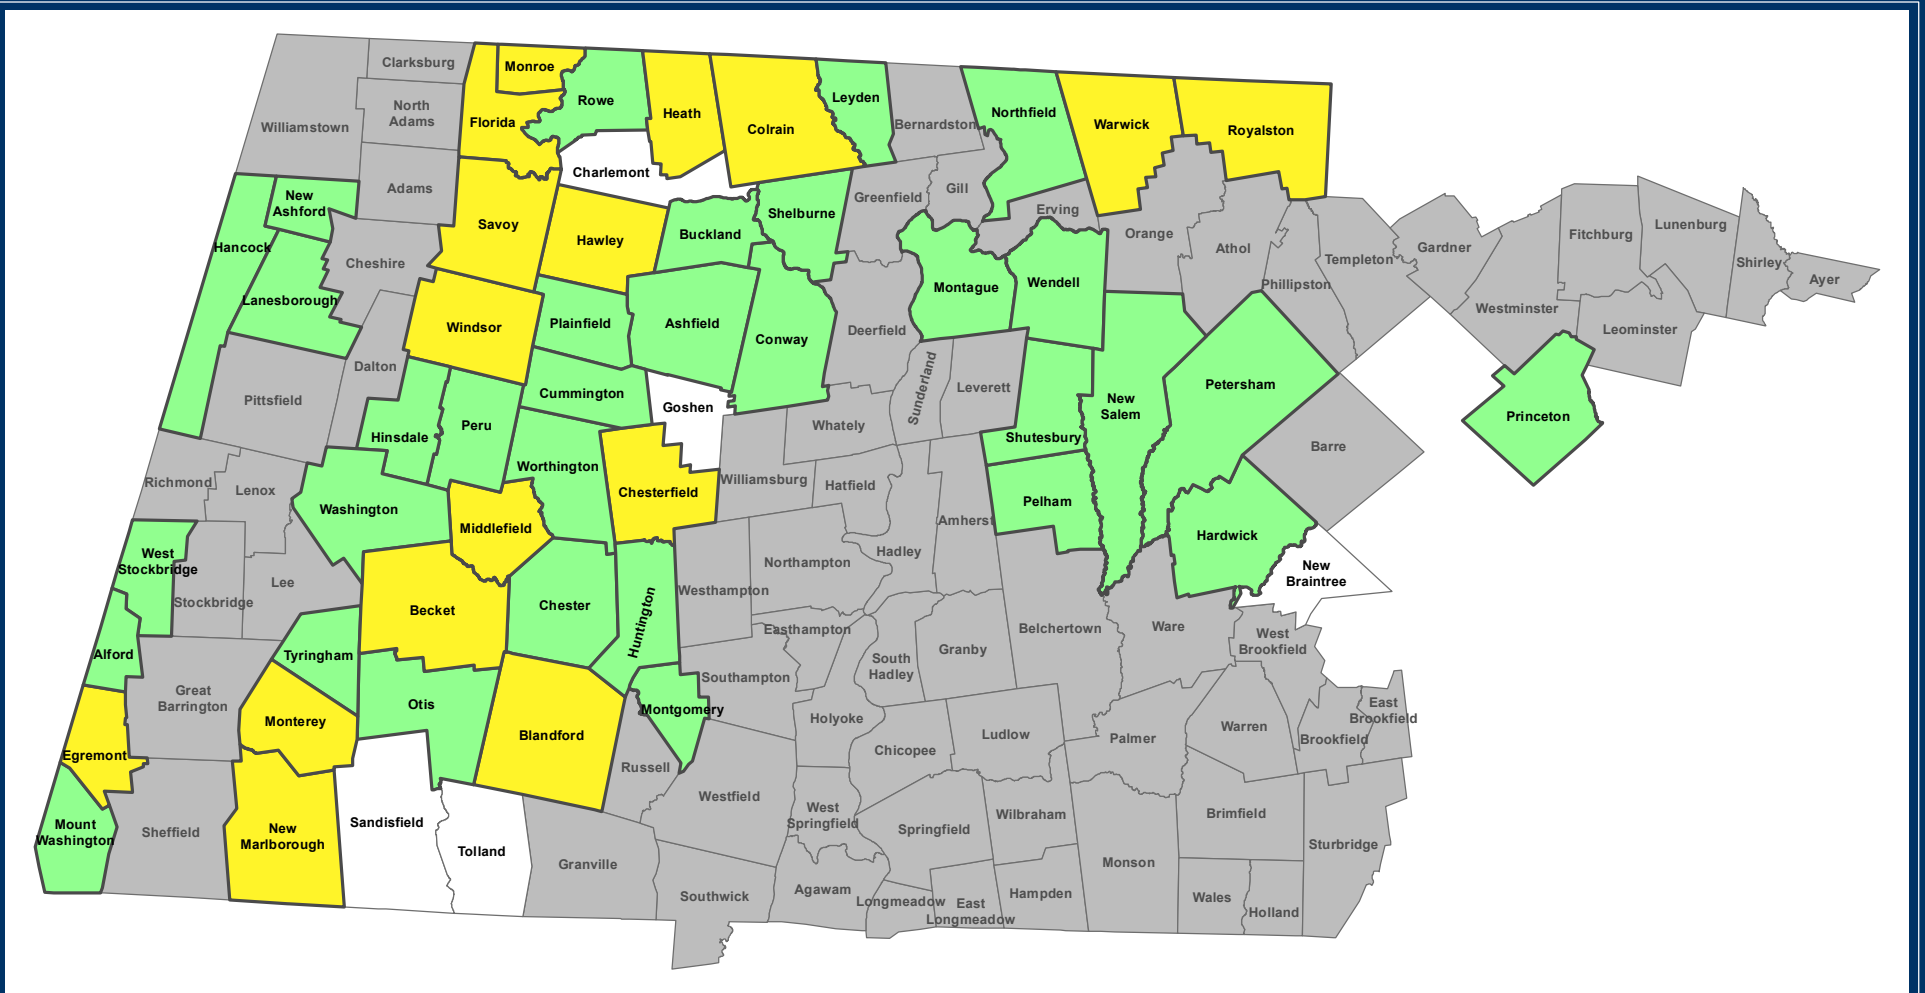 Clarksburg
Monroe
North
Adams
Williamstown
Florida
Rowe
Heath
Colrain
Leyden
Bernardston
Northfield
Warwick
Royalston
Charlemont
Adams
New
Ashford
Savoy
Hawley
Buckland
Shelburne
Greenfield
Gill
Erving
Orange
Athol
Phillipston
Templeton
Gardner
Westminster
Fitchburg
Lunenburg
Leominster
Shirley
Ayer
Hancock
Cheshire
Lanesborough
Windsor
Plainfield
Ashfield
Conway
Deerfield
Montague
Wendell
Petersham
Princeton
Dalton
Pittsfield
Cummington
Goshen
Whately
Sunderland
Leverett
New
Salem
Shutesbury
Barre
Hinsdale
Peru
Worthington
Chesterfield
Williamsburg
Hatfield
Pelham
Richmond
Lenox
Washington
Middlefield
Amherst
Hardwick
West
Stockbridge
Stockbridge
Lee
Becket
Chester
Huntington
Westhampton
Northampton
Hadley
New
Braintree
Easthampton
Belchertown
Ware
West
Brookfield
Alford
Tyringham
Great
Barrington
Otis
Montgomery
Southampton
South
Hadley
Granby
Monterey
Blandford
Holyoke
Chicopee
Ludlow
Palmer
Warren
Brookfield
East
Brookfield
Egremont
Russell
Westfield
Mount
Washington
Sheffield
New
Marlborough
Sandisfield
Tolland
Granville
Southwick
West
Springfield
Springfield
Wilbraham
Brimfield
Sturbridge
Monson
Agawam
Longmeadow
East
Longmeadow
Hampden
Wales
Holland